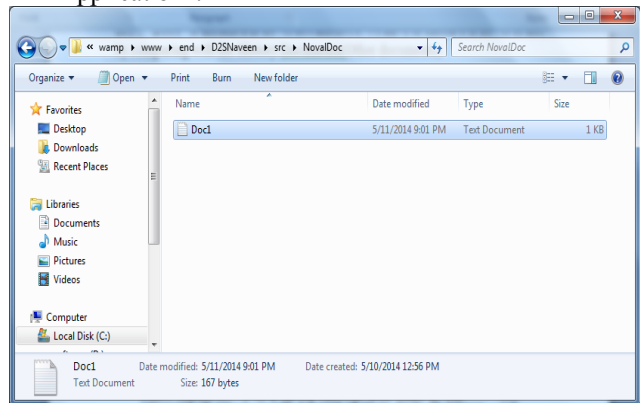 « wamp ▸ www ▸ end ▸ D2SNaveen ▸ src ▸ NovalDoc
Search NovalDoc
Organize Open Print Burn New folder
Favorites
Desktop
Downloads
Recent Places
Libraries
Documents
Music
Pictures
Videos
Computer
Local Disk (C:)
Name Date modified Type Size
Doc1 5/11/2014 9:01 PM Text Document 1 KB
Doc1 Date modified: 5/11/2014 9:01 PM Date created: 5/10/2014 12:56 PM
Text Document Size: 167 bytes